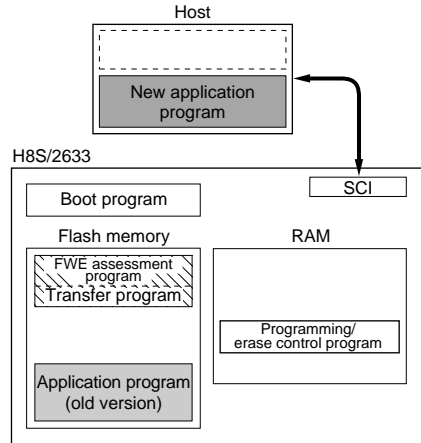 Host
New application
program
H8S/2633
SCI
Boot program
Flash memory
RAM
FWE assessment
program
Transfer program
Programming/
erase control program
Application program
(old version)